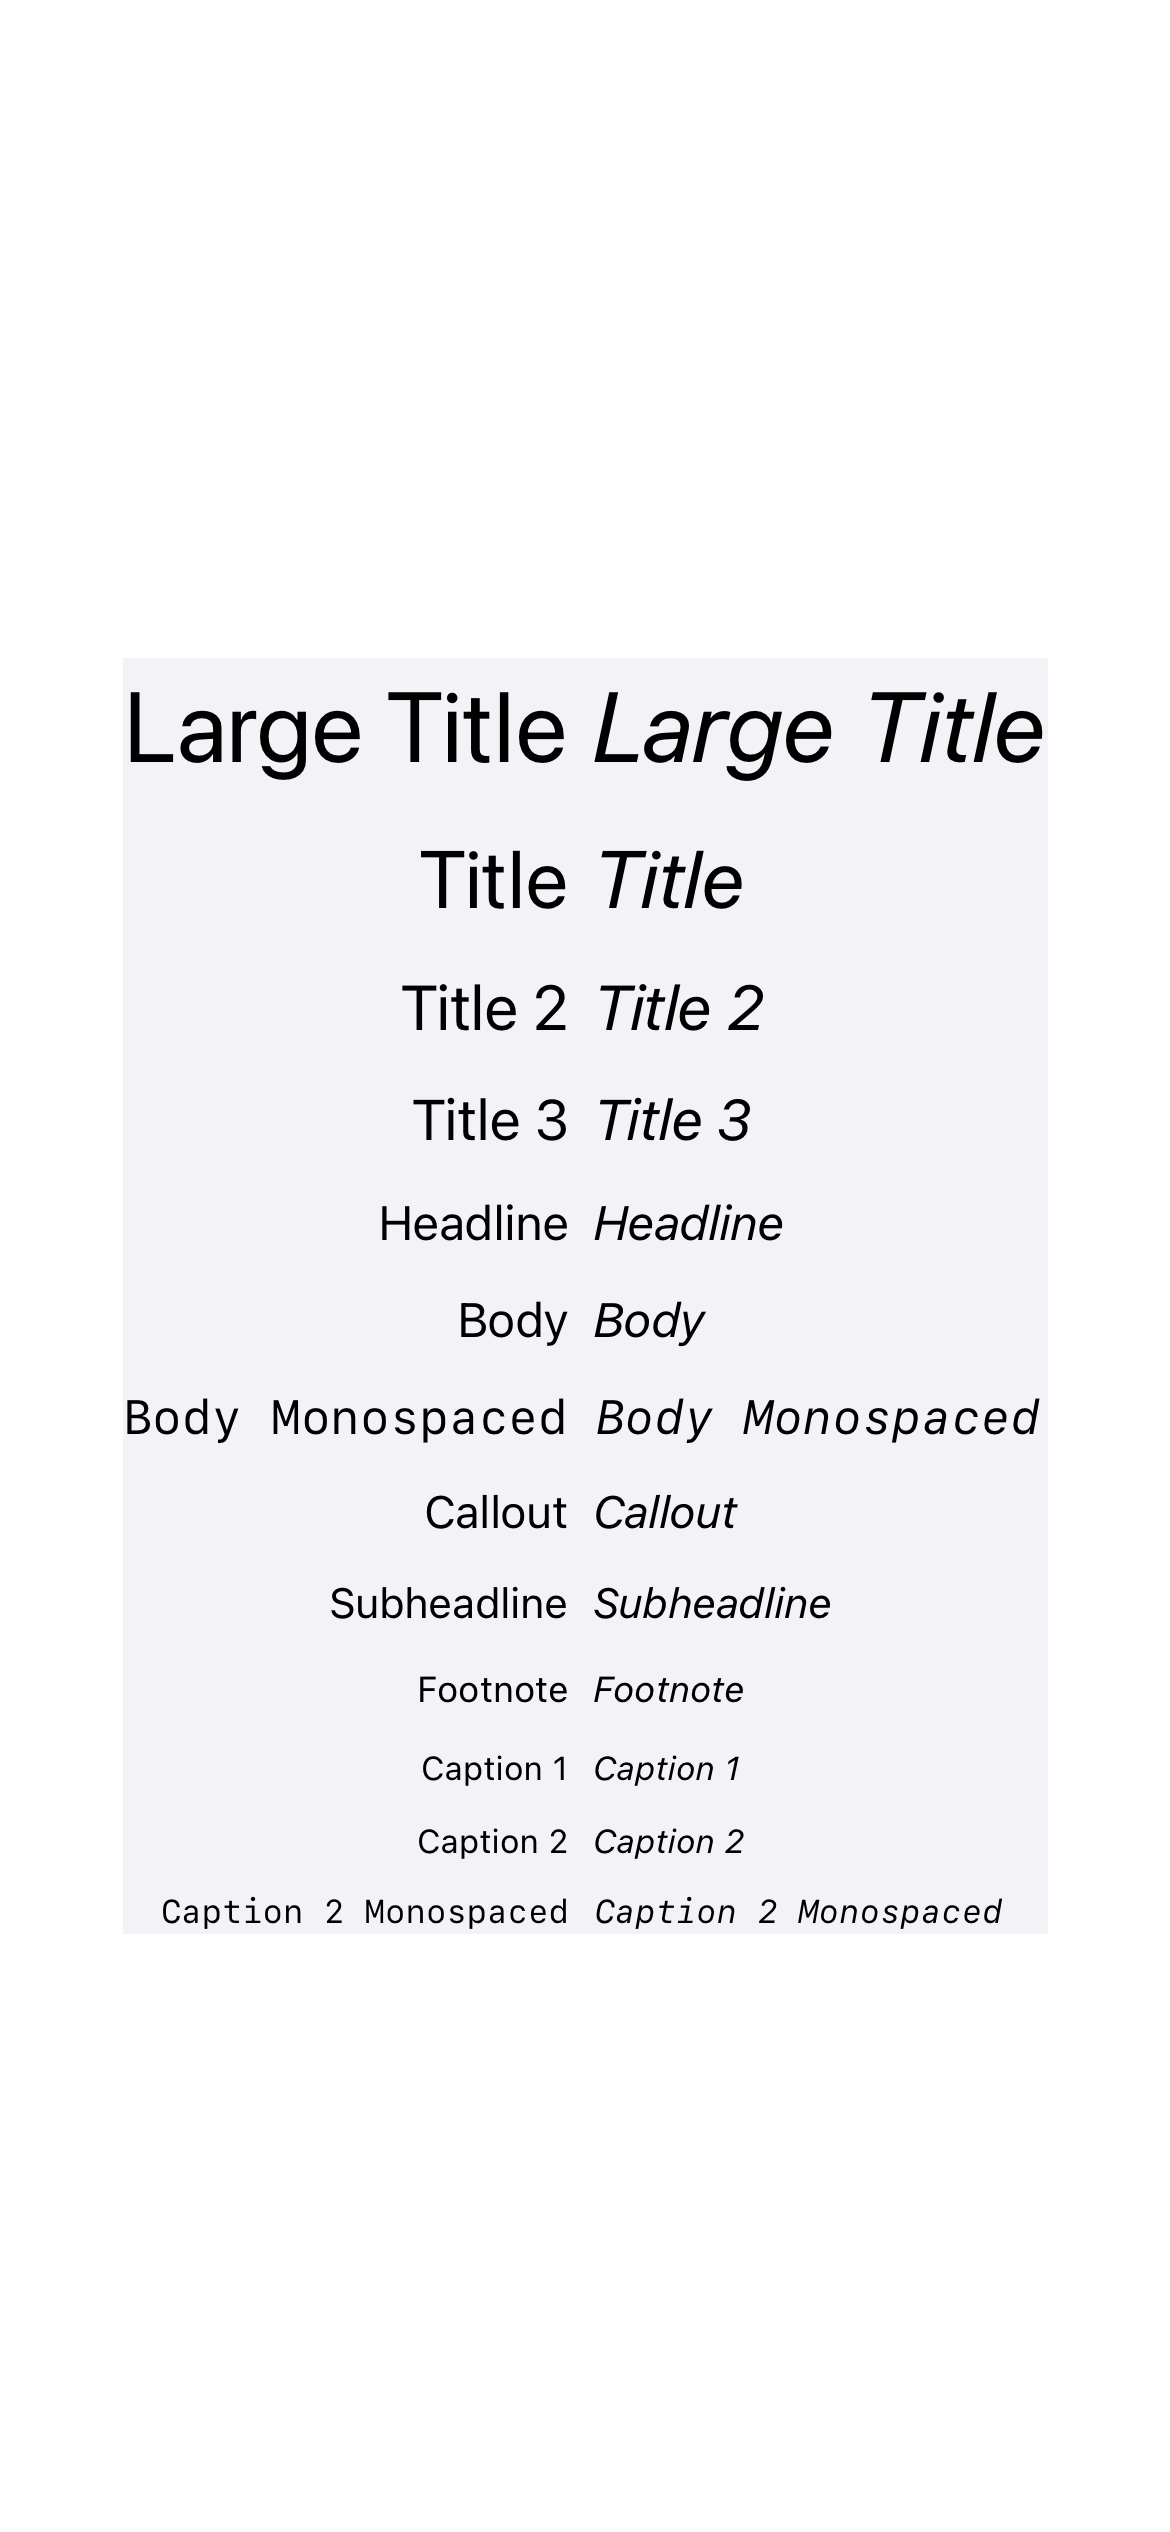 Large Title Large Title
Title Title
Title 2 Title 2
Title 3 Title 3
Headline Headline
Body Body
Body Monospaced Body Monospaced
Callout Callout
Subheadline Subheadline
Footnote Footnote
Caption 1 Caption 1
Caption 2 Caption 2
Caption 2 Monospaced Caption 2 Monospaced